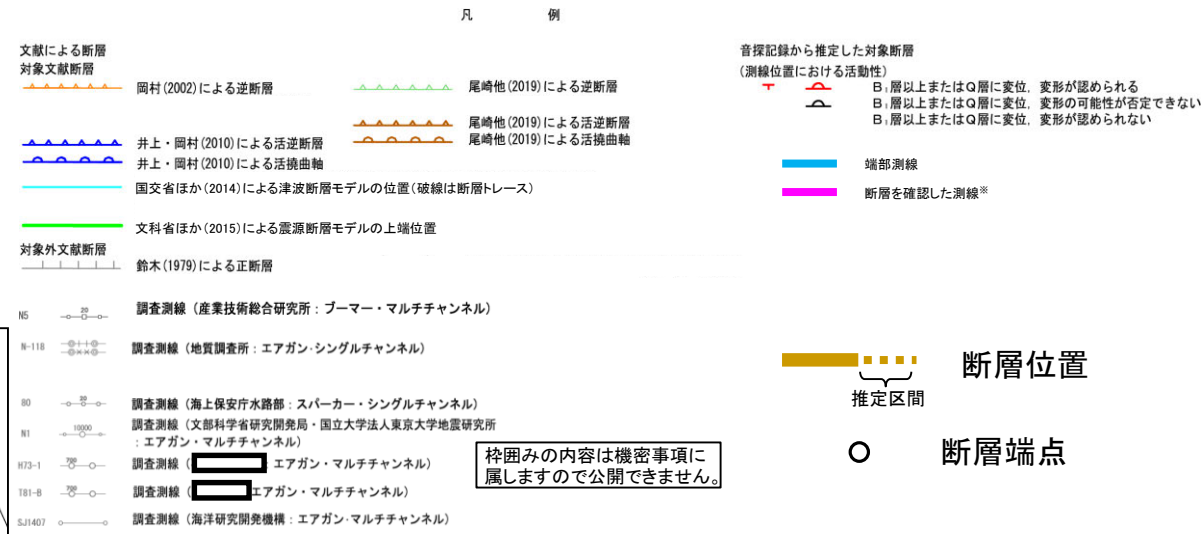 凡 例
文献による断層
対象文献断層
岡村(2002)による逆断層
尾崎他(2019)による逆断層
尾崎他(2019)による活逆断層
尾崎他(2019)による活撓曲軸
井上・岡村(2010)による活逆断層
井上・岡村(2010)による活撓曲軸
国交省ほか(2014)による津波断層モデルの位置(破線は断層トレース)
文科省ほか(2015)による震源断層モデルの上端位置
対象外文献断層
鈴木(1979)による正断層
N5 20 調査測線（産業技術総合研究所：ブーマー・マルチチャンネル）
N-118 調査測線（地質調査所：エアガン・シングルチャンネル）
80 20 調査測線（海上保安庁水路部：スパーカー・シングルチャンネル）
N1 10000 調査測線（文部科学省研究開発局・国立大学法人東京大学地震研究所
：エアガン・マルチチャンネル）
H73-1 700 調査測線（ エアガン・マルチチャンネル）
T81-B 700 調査測線（ エアガン・マルチチャンネル）
SJ1407 調査測線（海洋研究開発機構：エアガン・マルチチャンネル）
枠囲みの内容は機密事項に
属しますので公開できません。
音探記録から推定した対象断層
(測線位置における活動性)
B₁層以上またはQ層に変位，変形が認められる
B₁層以上またはQ層に変位，変形の可能性が否定できない
B₁層以上またはQ層に変位，変形が認められない
端部測線
断層を確認した測線※
断層位置
推定区間
断層端点